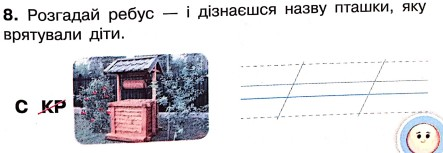 8. Розгадай ребус — і дізнаєшся назву пташки, яку
врятували діти.
С КР